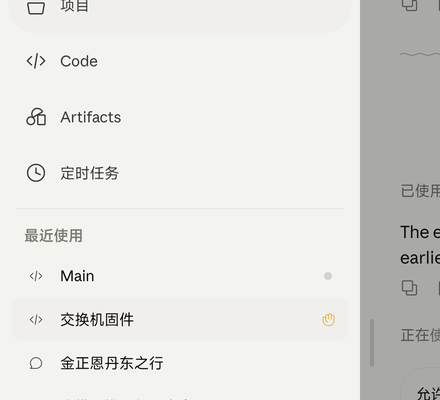 项目
Code
Artifacts
定时任务
最近使用
Main
交换机固件
金正恩丹东之行
已使用
The e
earlie
正在使
允许